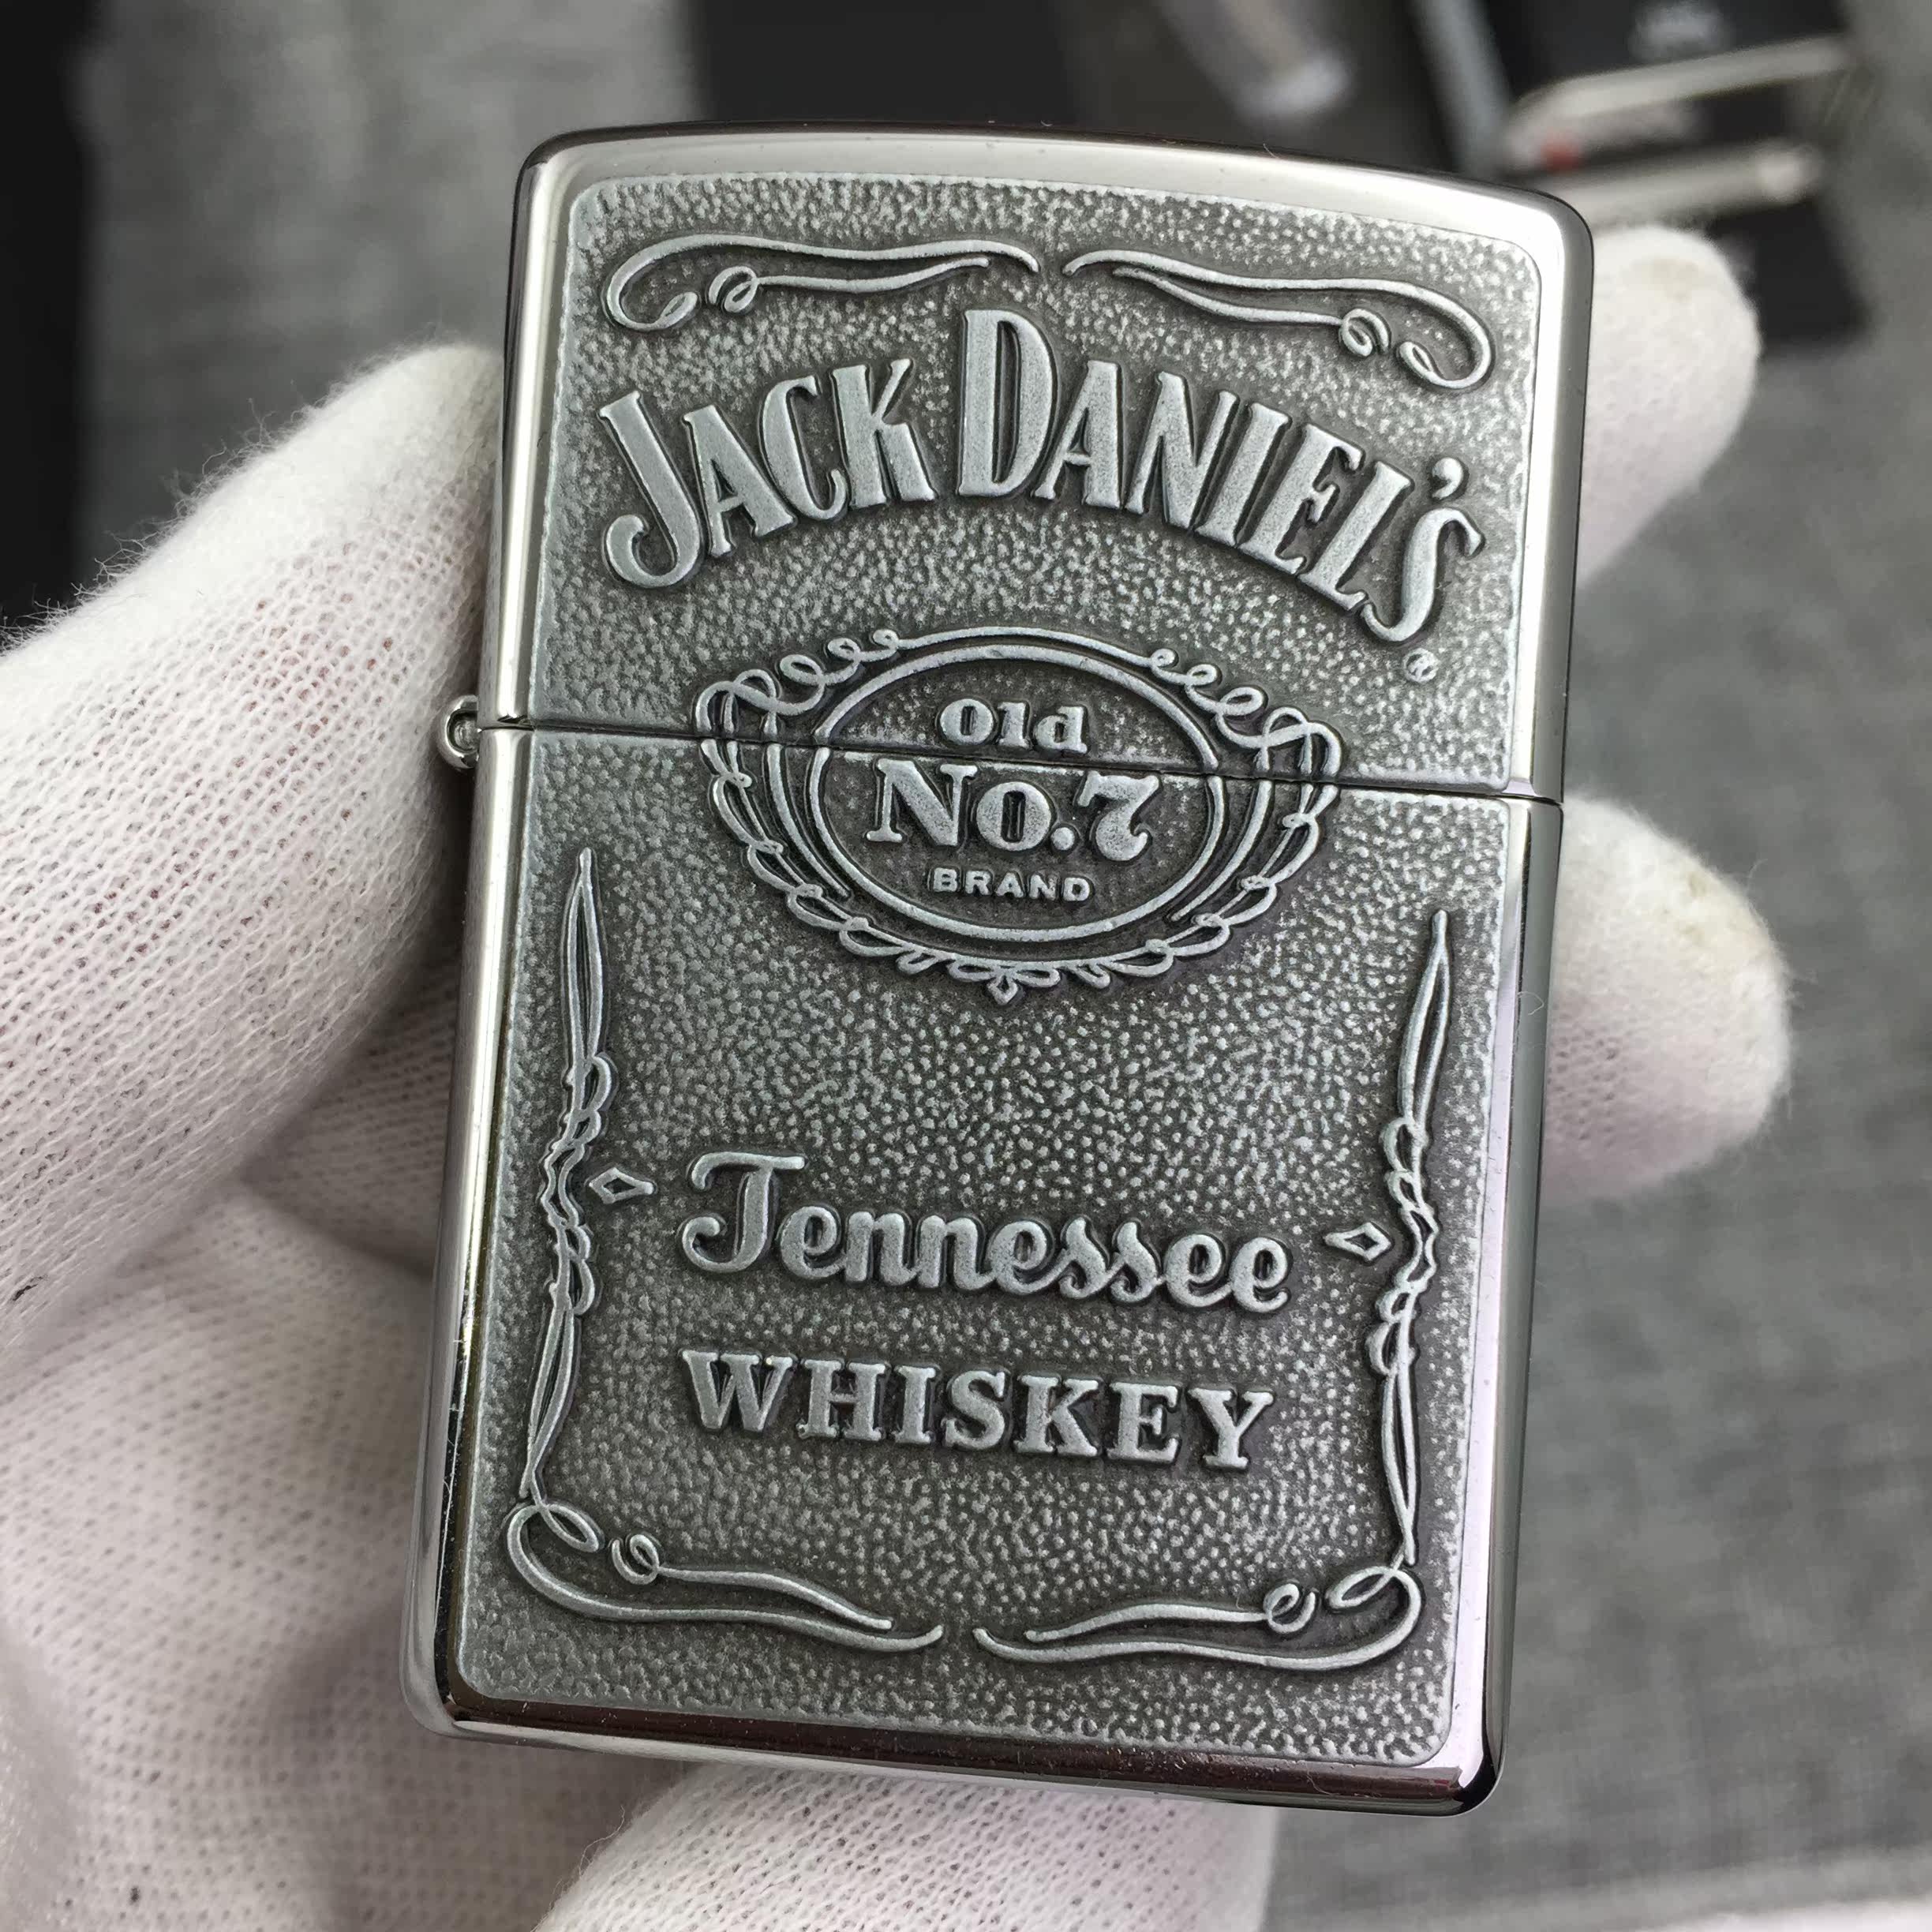 JACK DANIEL'S
®
Old
No.7
BRAND
Tennessee
WHISKEY